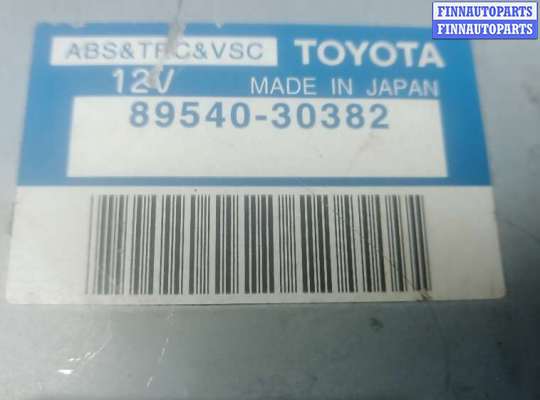 FINNAUTOPARTS
FINNAUTOPARTS
ABS&TRC&VSC TOYOTA
12V MADE IN JAPAN
89540-30382